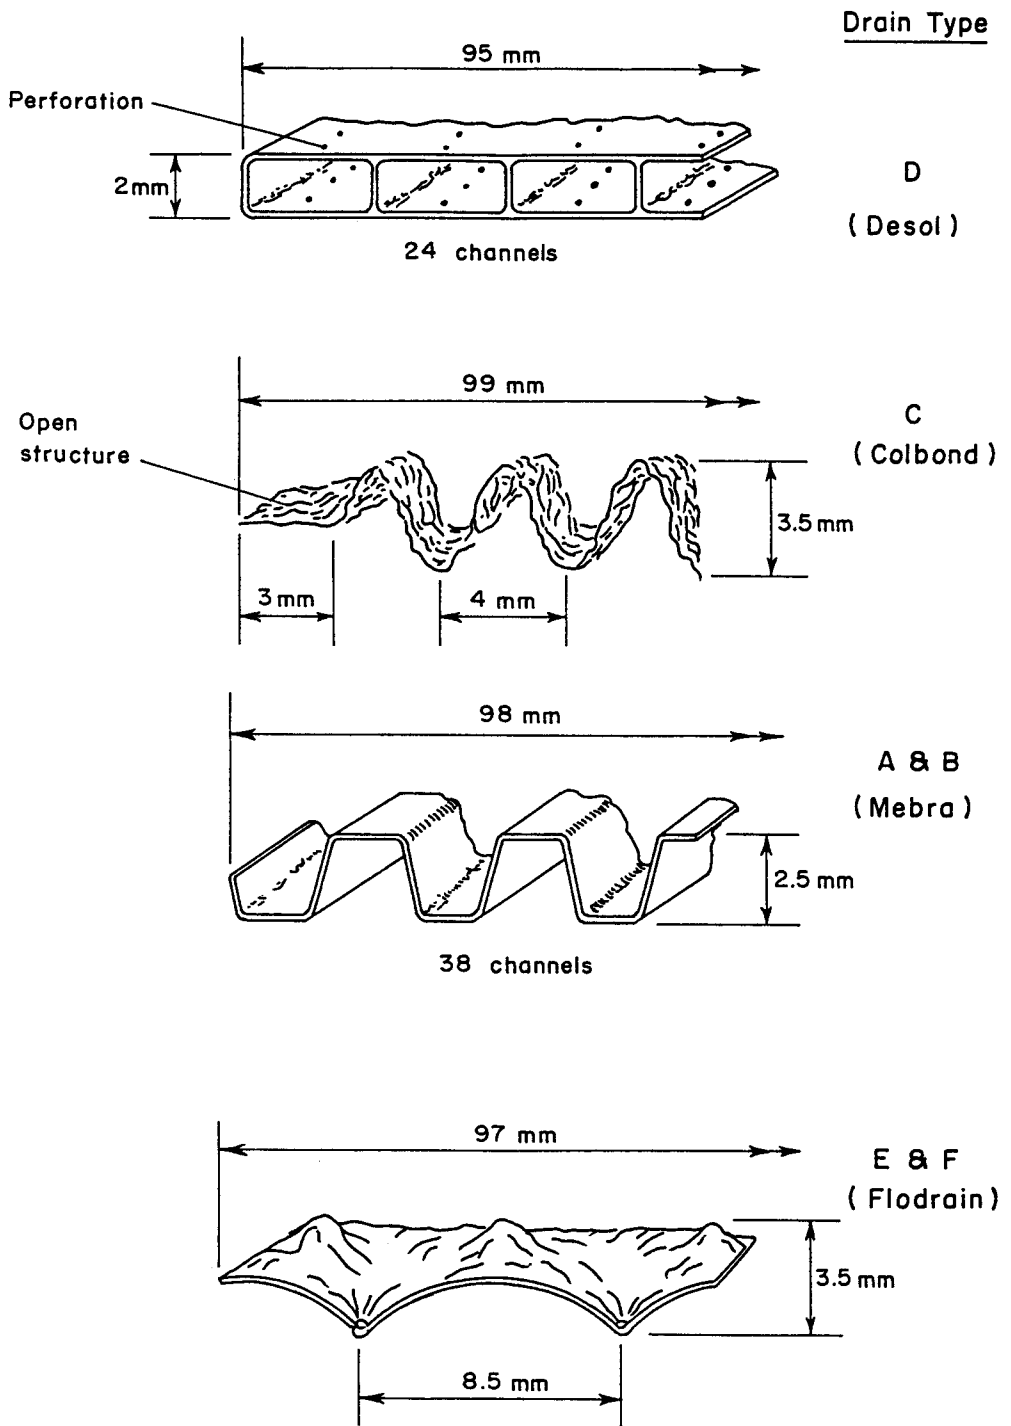 Drain Type
95 mm
Perforation
2mm
D
(Desol)
24 channels
99 mm
C
(Colbond)
Open
structure
3.5 mm
3 mm
4 mm
98 mm
A & B
(Mebra)
2.5 mm
38 channels
97 mm
E & F
(Flodrain)
3.5 mm
8.5 mm